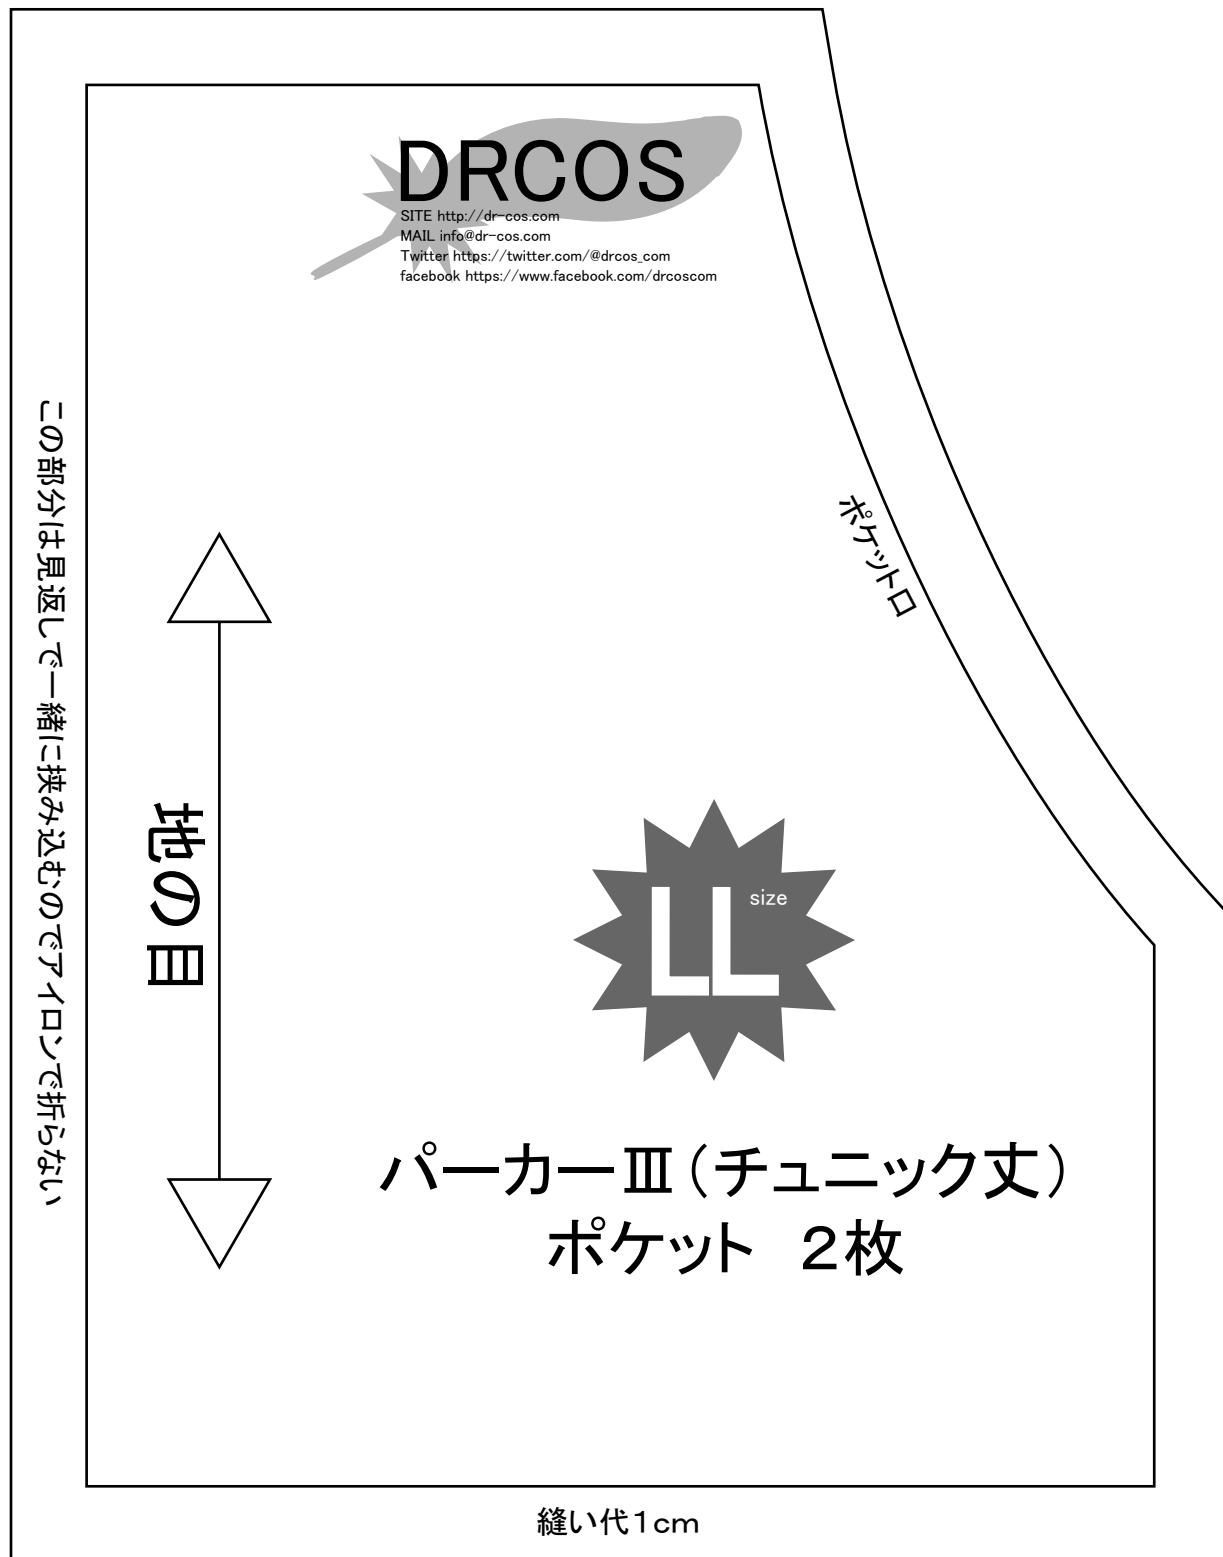 DRCOS
SITE http://dr-cos.com
MAIL info@dr-cos.com
Twitter https://twitter.com/@drcos_com
facebook https://www.facebook.com/drcoscom
この部分は見返しで一緒に挟み込むのでアイロンで折らない
ポケット口
地の目
LL size
パーカーⅢ（チュニック丈）
ポケット　２枚
縫い代１cm